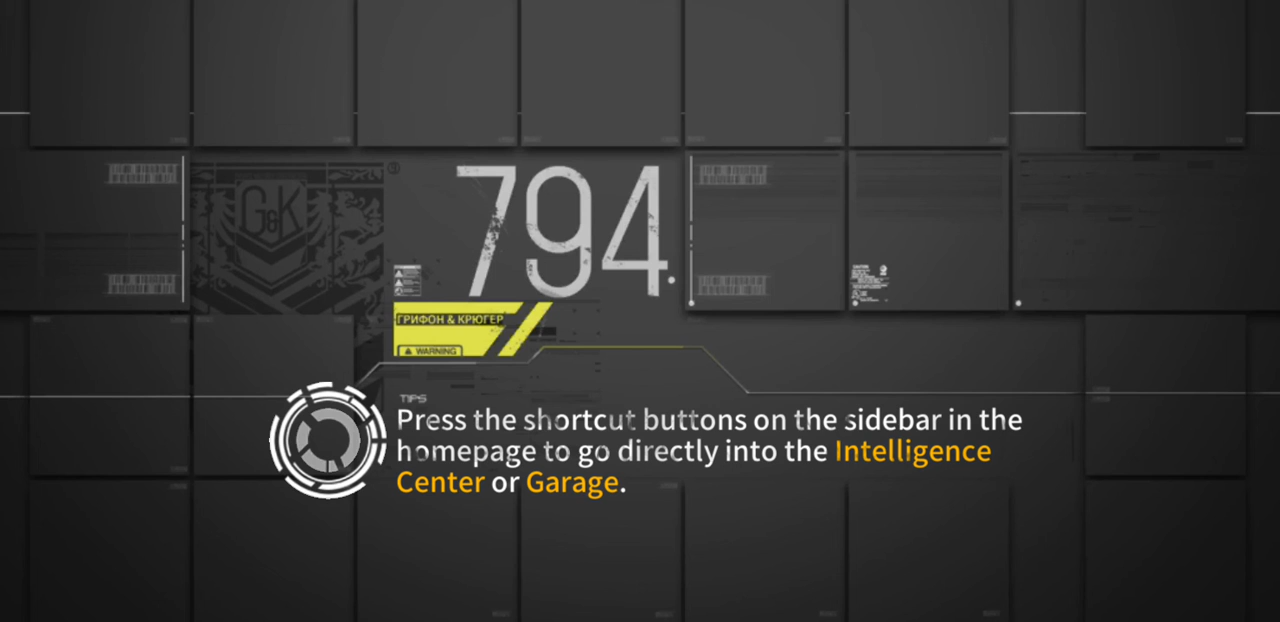 G&K
794.
ГРИФОН & КРЮГЕР
WARNING
TIPS
Press the shortcut buttons on the sidebar in the
homepage to go directly into the Intelligence
Center or Garage.